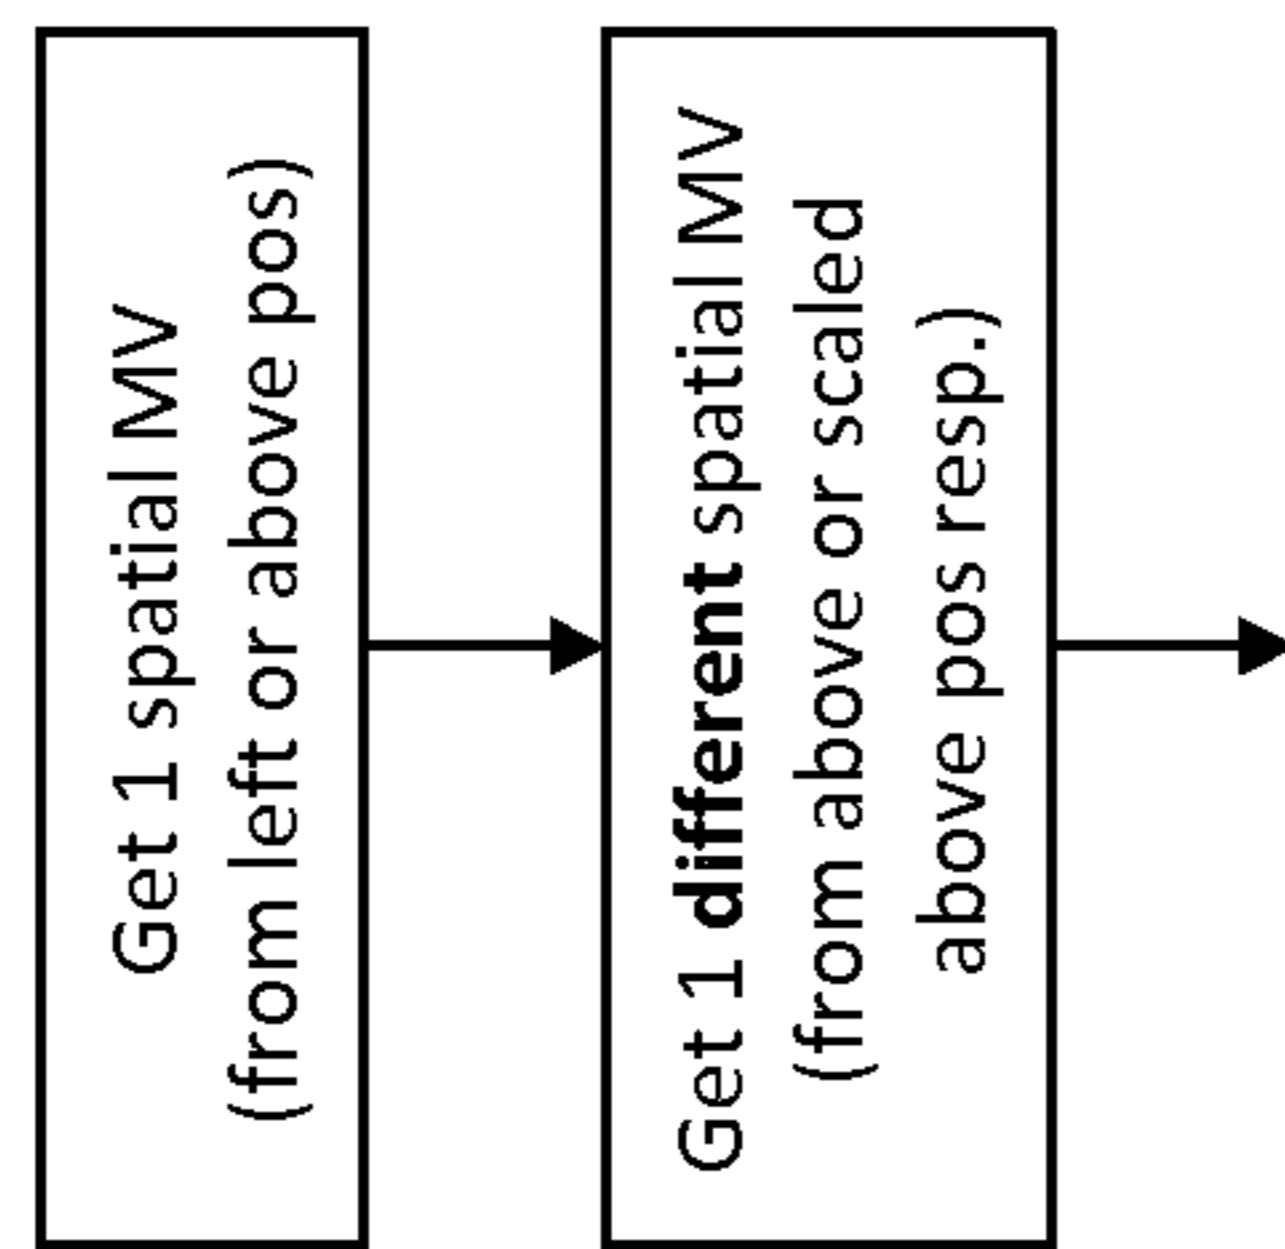 Get 1 spatial MV
(from left or above pos)
Get 1 different spatial MV
(from above or scaled
above pos resp.)